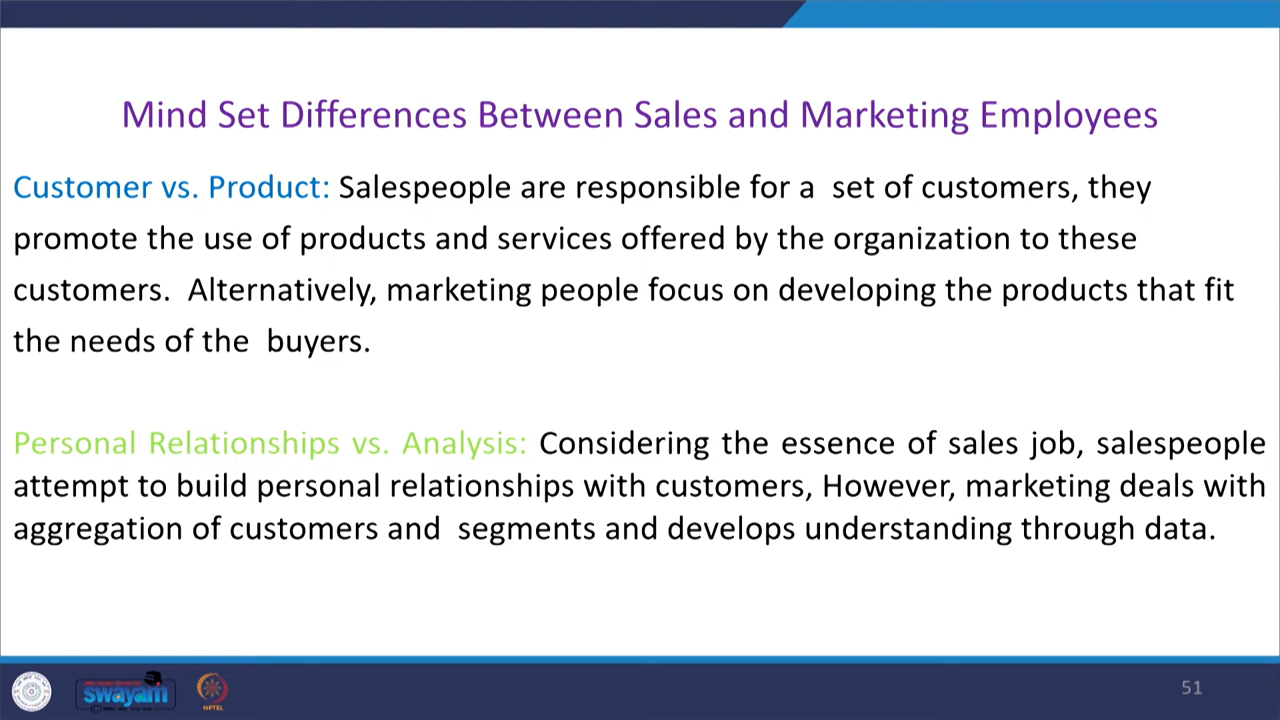 Mind Set Differences Between Sales and Marketing Employees
Customer vs. Product: Salespeople are responsible for a set of customers, they
promote the use of products and services offered by the organization to these
customers. Alternatively, marketing people focus on developing the products that fit
the needs of the buyers.
Personal Relationships vs. Analysis: Considering the essence of sales job, salespeople
attempt to build personal relationships with customers, However, marketing deals with
aggregation of customers and segments and develops understanding through data.
swayam
NPTEL
51